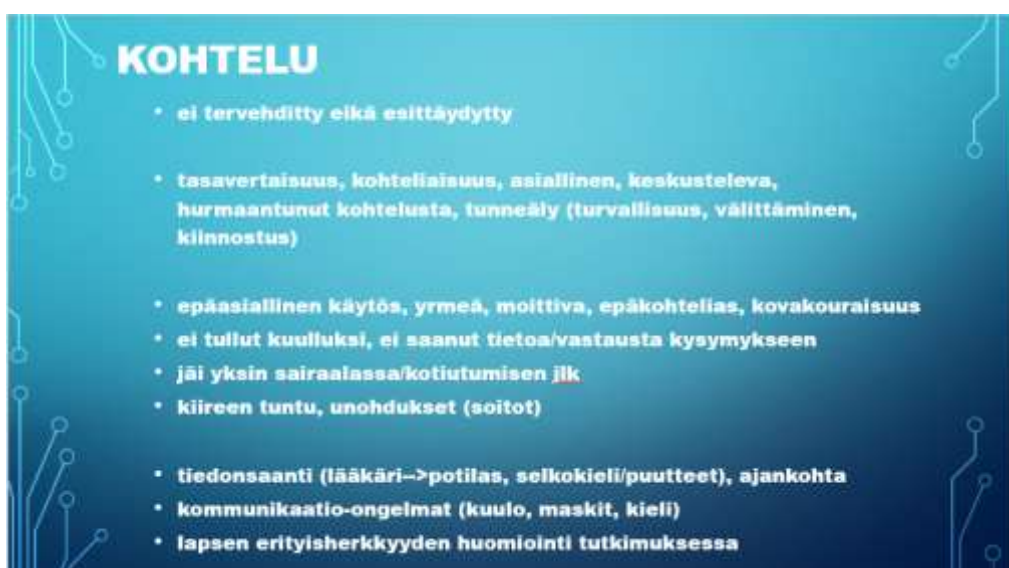 KOHTELU
• ei tervehditty eikä esittäydytty
• tasavertaisuus, kohteliaisuus, asiallinen, keskusteleva,
hurmaantunut kohtelusta, tunneäly (turvallisuus, välittäminen,
kiinnostus)
• epäasiallinen käytös, yrmeä, moittiva, epäkohtelias, kovakouraisuus
• ei tullut kuulluksi, ei saanut tietoa/vastausta kysymykseen
• jäi yksin sairaalassa/kotiutumisen jlk
• kiireen tuntu, unohdukset (soitot)
• tiedonsaanti (lääkäri-->potilas, selkokieli/puutteet), ajankohta
• kommunikaatio-ongelmat (kuulo, maskit, kieli)
• lapsen erityisherkkyyden huomiointi tutkimuksessa